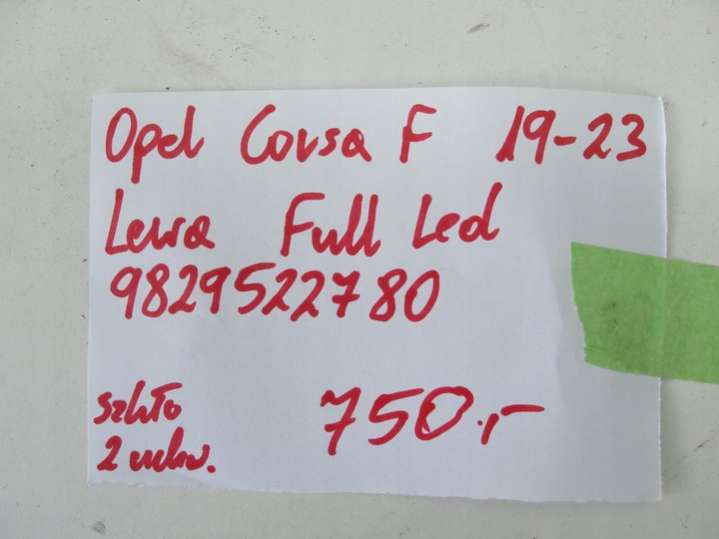 Opel Corsa F 19-23
Lewa Full Led
9829522780
szkło
2 uchw.
750,-